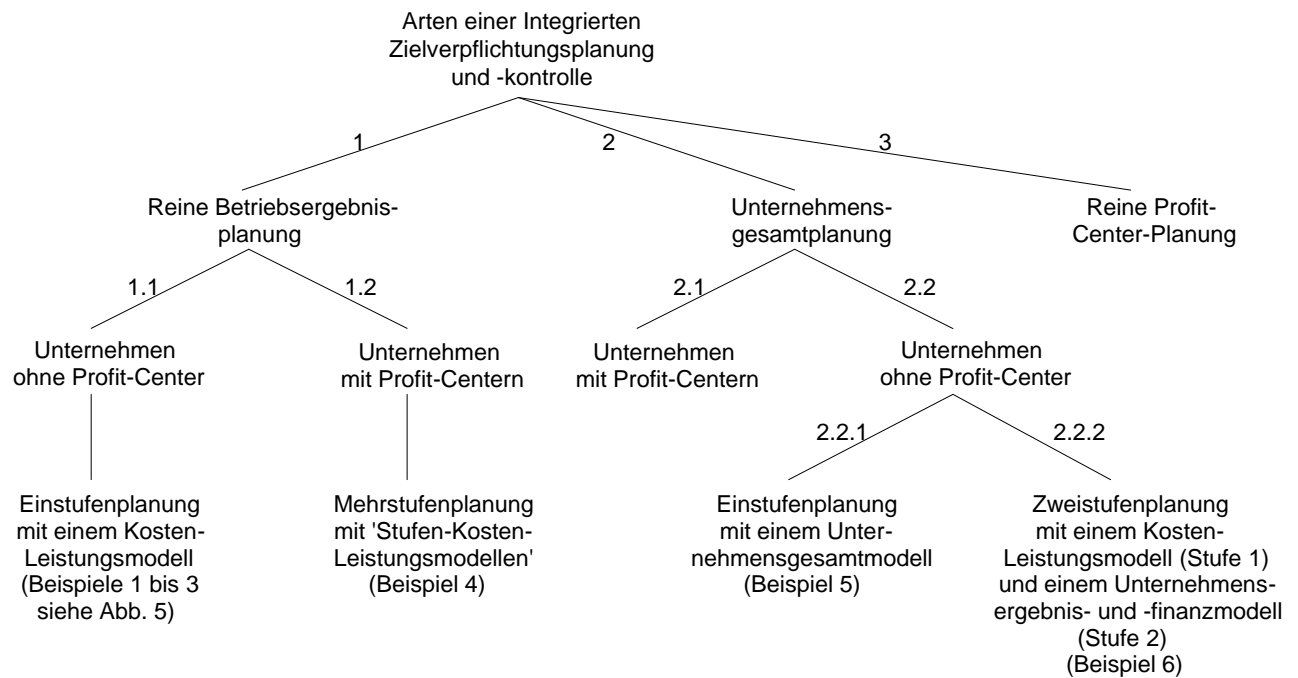 Arten einer Integrierten
Zielverpflichtungsplanung
und -kontrolle
1
2
3
Reine Betriebsergebnis-
planung
Unternehmens-
gesamtplanung
Reine Profit-
Center-Planung
1.1
1.2
2.1
2.2
Unternehmen
ohne Profit-Center
Unternehmen
mit Profit-Centern
Unternehmen
mit Profit-Centern
Unternehmen
ohne Profit-Center
2.2.1
2.2.2
Einstufenplanung
mit einem Kosten-
Leistungsmodell
(Beispiele 1 bis 3
siehe Abb. 5)
Mehrstufenplanung
mit 'Stufen-Kosten-
Leistungsmodellen'
(Beispiel 4)
Einstufenplanung
mit einem Unter-
nehmensgesamtmodell
(Beispiel 5)
Zweistufenplanung
mit einem Kosten-
Leistungsmodell (Stufe 1)
und einem Unternehmens-
ergebnis- und -finanzmodell
(Stufe 2)
(Beispiel 6)